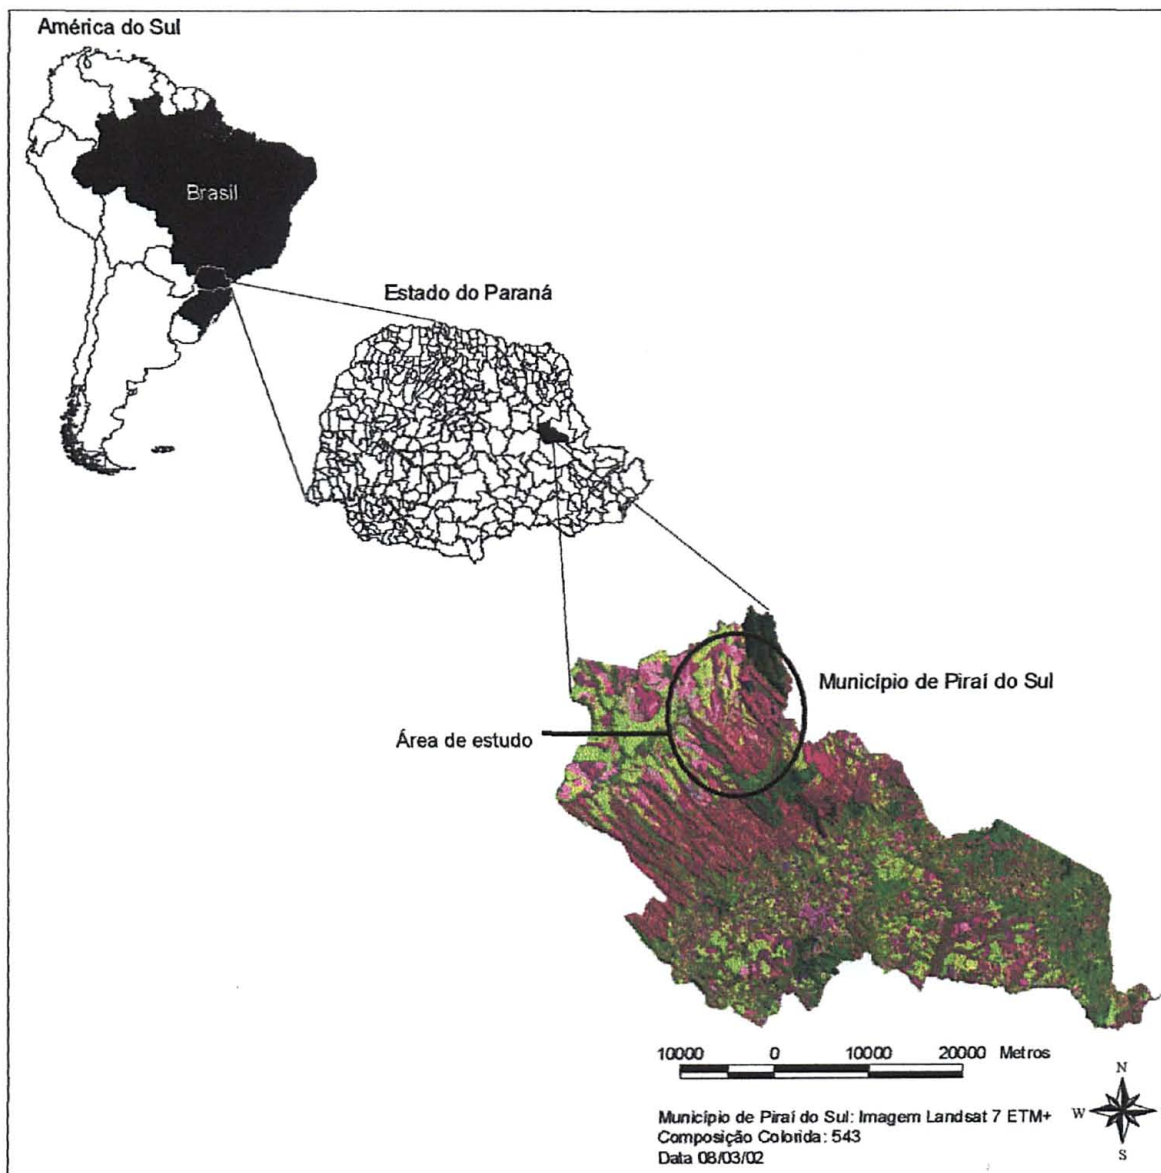 América do Sul
Brasil
Estado do Paraná
Município de Piraí do Sul
Área de estudo
10000 0 10000 20000 Metros
N
W
S
Município de Piraí do Sul: Imagem Landsat 7 ETM+
Composição Colorida: 543
Data 08/03/02